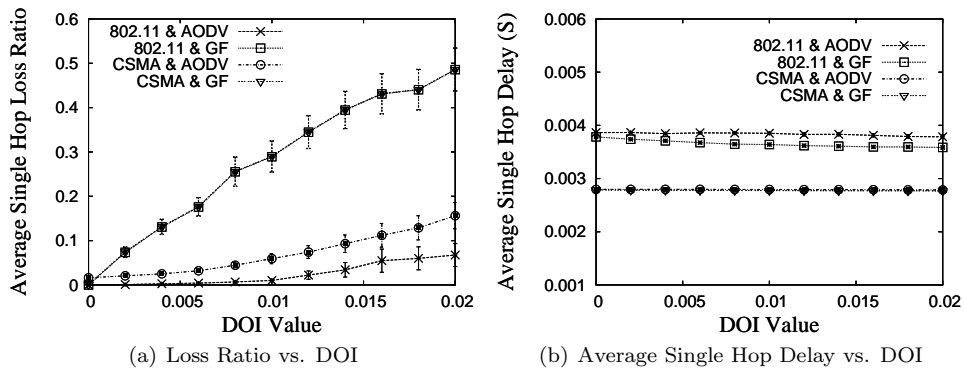 Average Single Hop Loss Ratio
0.6
0.5
0.4
0.3
0.2
0.1
0
802.11 & AODV
802.11 & GF
CSMA & AODV
CSMA & GF
0
0.005
0.01
0.015
0.02
DOI Value
(a) Loss Ratio vs. DOI
Average Single Hop Delay (S)
0.006
0.005
0.004
0.003
0.002
0.001
802.11 & AODV
802.11 & GF
CSMA & AODV
CSMA & GF
0
0.005
0.01
0.015
0.02
DOI Value
(b) Average Single Hop Delay vs. DOI